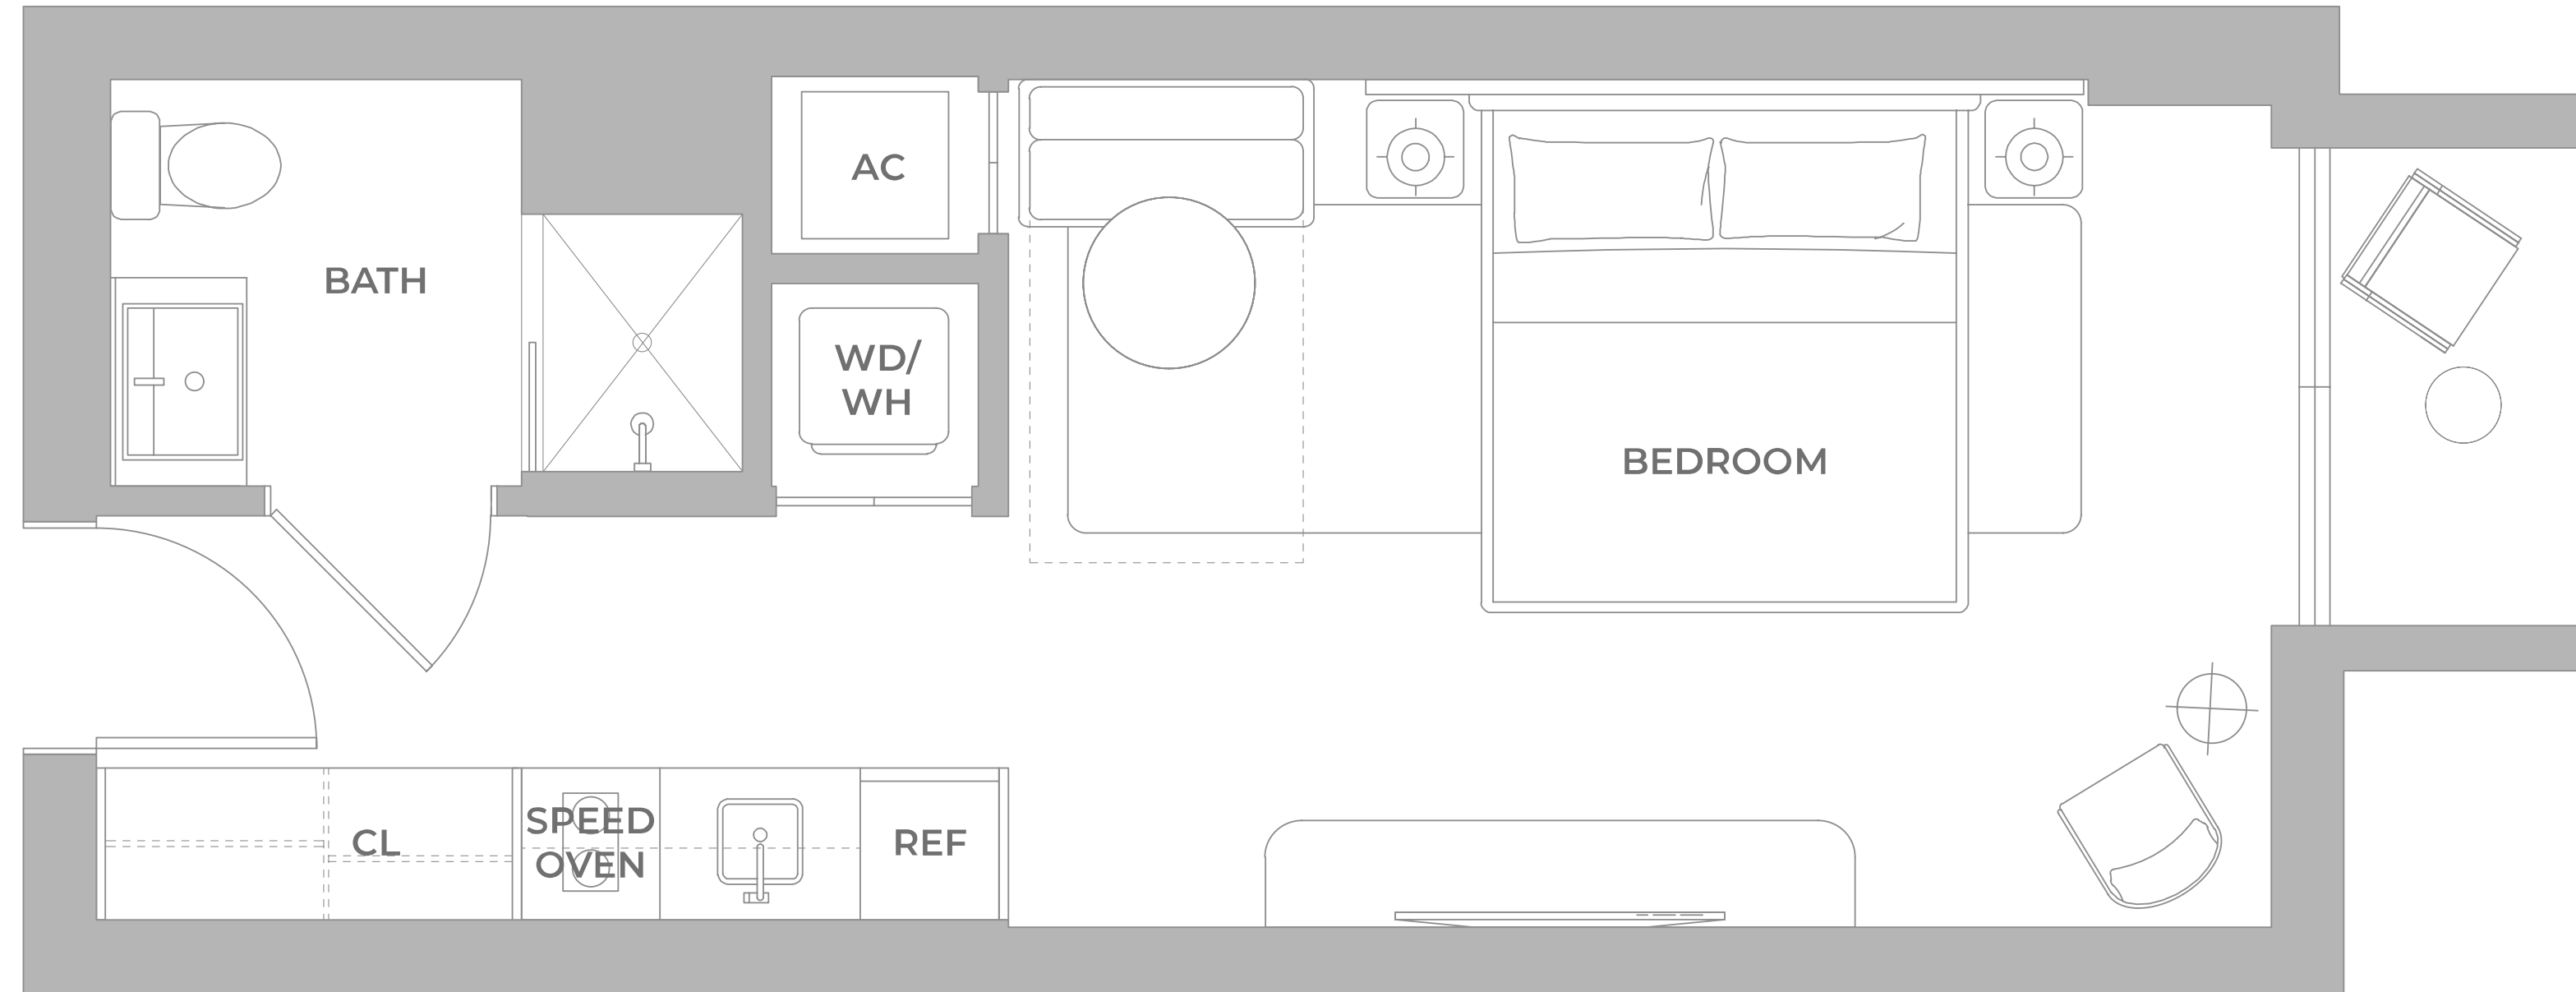 BATH
AC
WD/
WH
BEDROOM
CL
SPEED
OVEN
REF